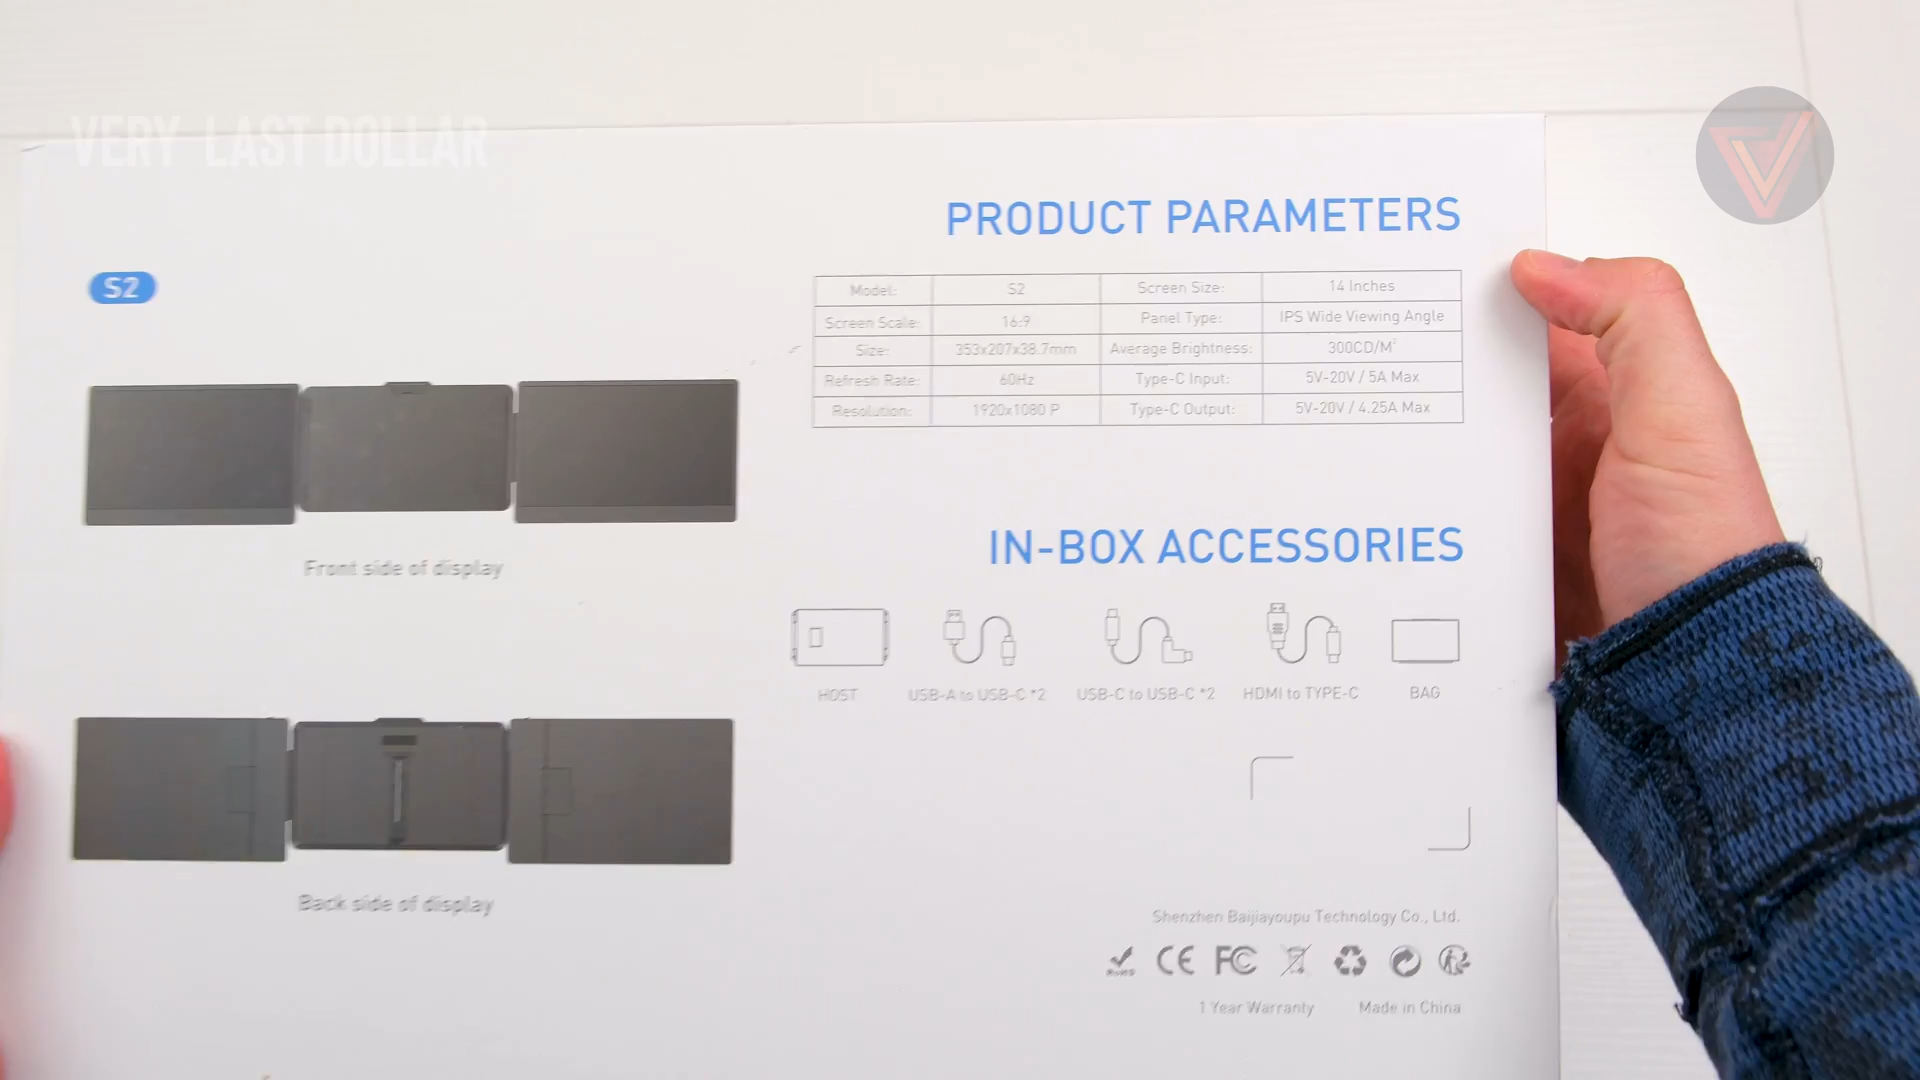 VERY LAST DOLLAR
S2
Front side of display
Back side of display
PRODUCT PARAMETERS
Model: S2 Screen Size: 14 Inches
Screen Scale: 16:9 Panel Type: IPS Wide Viewing Angle
Size: 353x207x38.7mm Average Brightness: 300CD/M²
Refresh Rate: 60Hz Type-C Input: 5V-20V / 5A Max
Resolution: 1920x1080 P Type-C Output: 5V-20V / 4.25A Max
IN-BOX ACCESSORIES
HOST USB-A to USB-C *2 USB-C to USB-C *2 HDMI to TYPE-C BAG
Shenzhen Baijiayoupu Technology Co., Ltd.
RoHS CE FC
1 Year Warranty Made in China